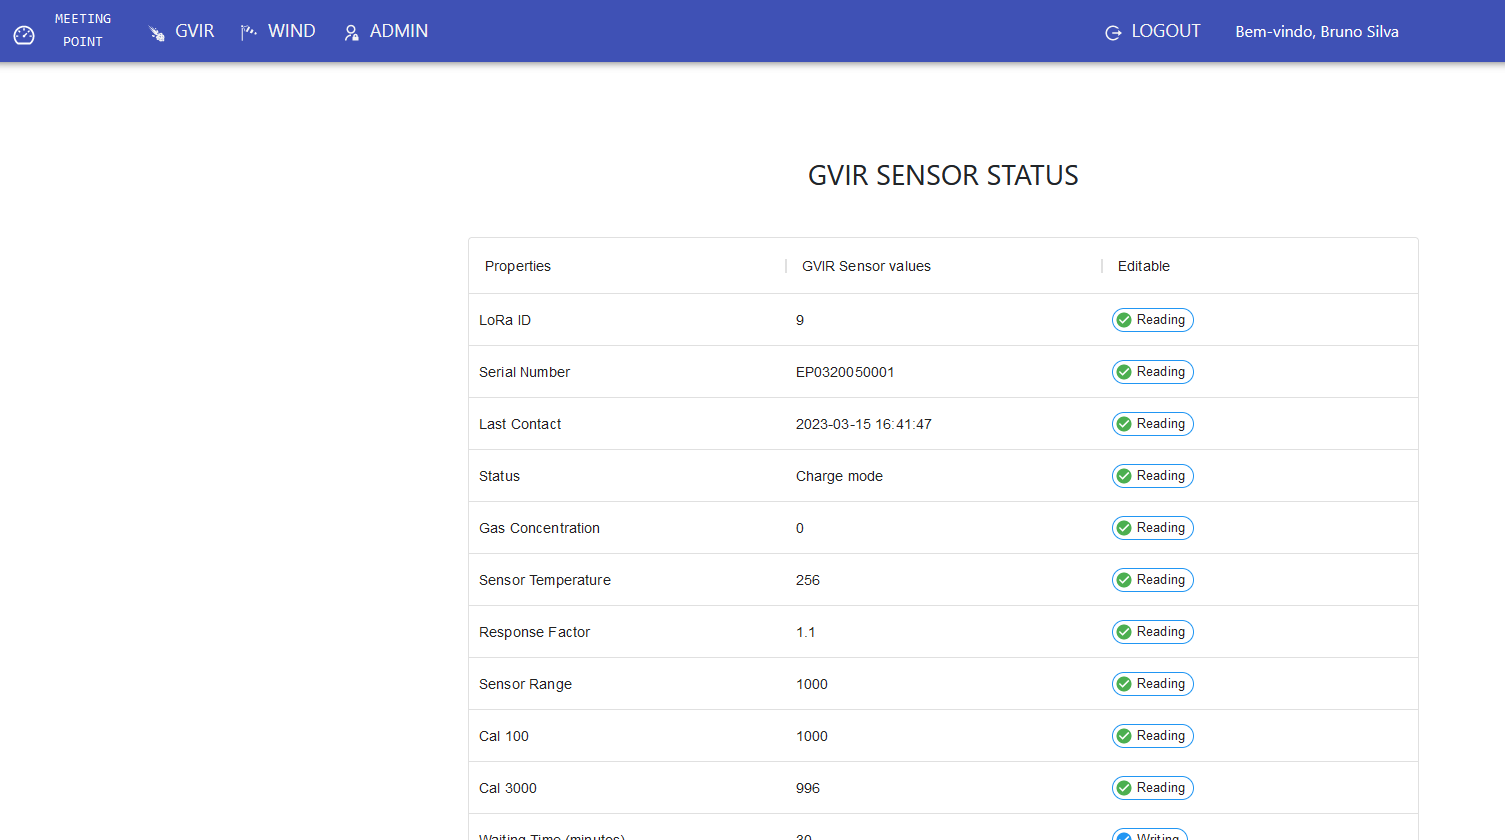 MEETING
POINT
GVIR
WIND
ADMIN
LOGOUT
Bem-vindo, Bruno Silva
GVIR SENSOR STATUS
Properties GVIR Sensor values Editable
LoRa ID 9 Reading
Serial Number EP0320050001 Reading
Last Contact 2023-03-15 16:41:47 Reading
Status Charge mode Reading
Gas Concentration 0 Reading
Sensor Temperature 256 Reading
Response Factor 1.1 Reading
Sensor Range 1000 Reading
Cal 100 1000 Reading
Cal 3000 996 Reading
Waiting Time (minutes) 30 Writing